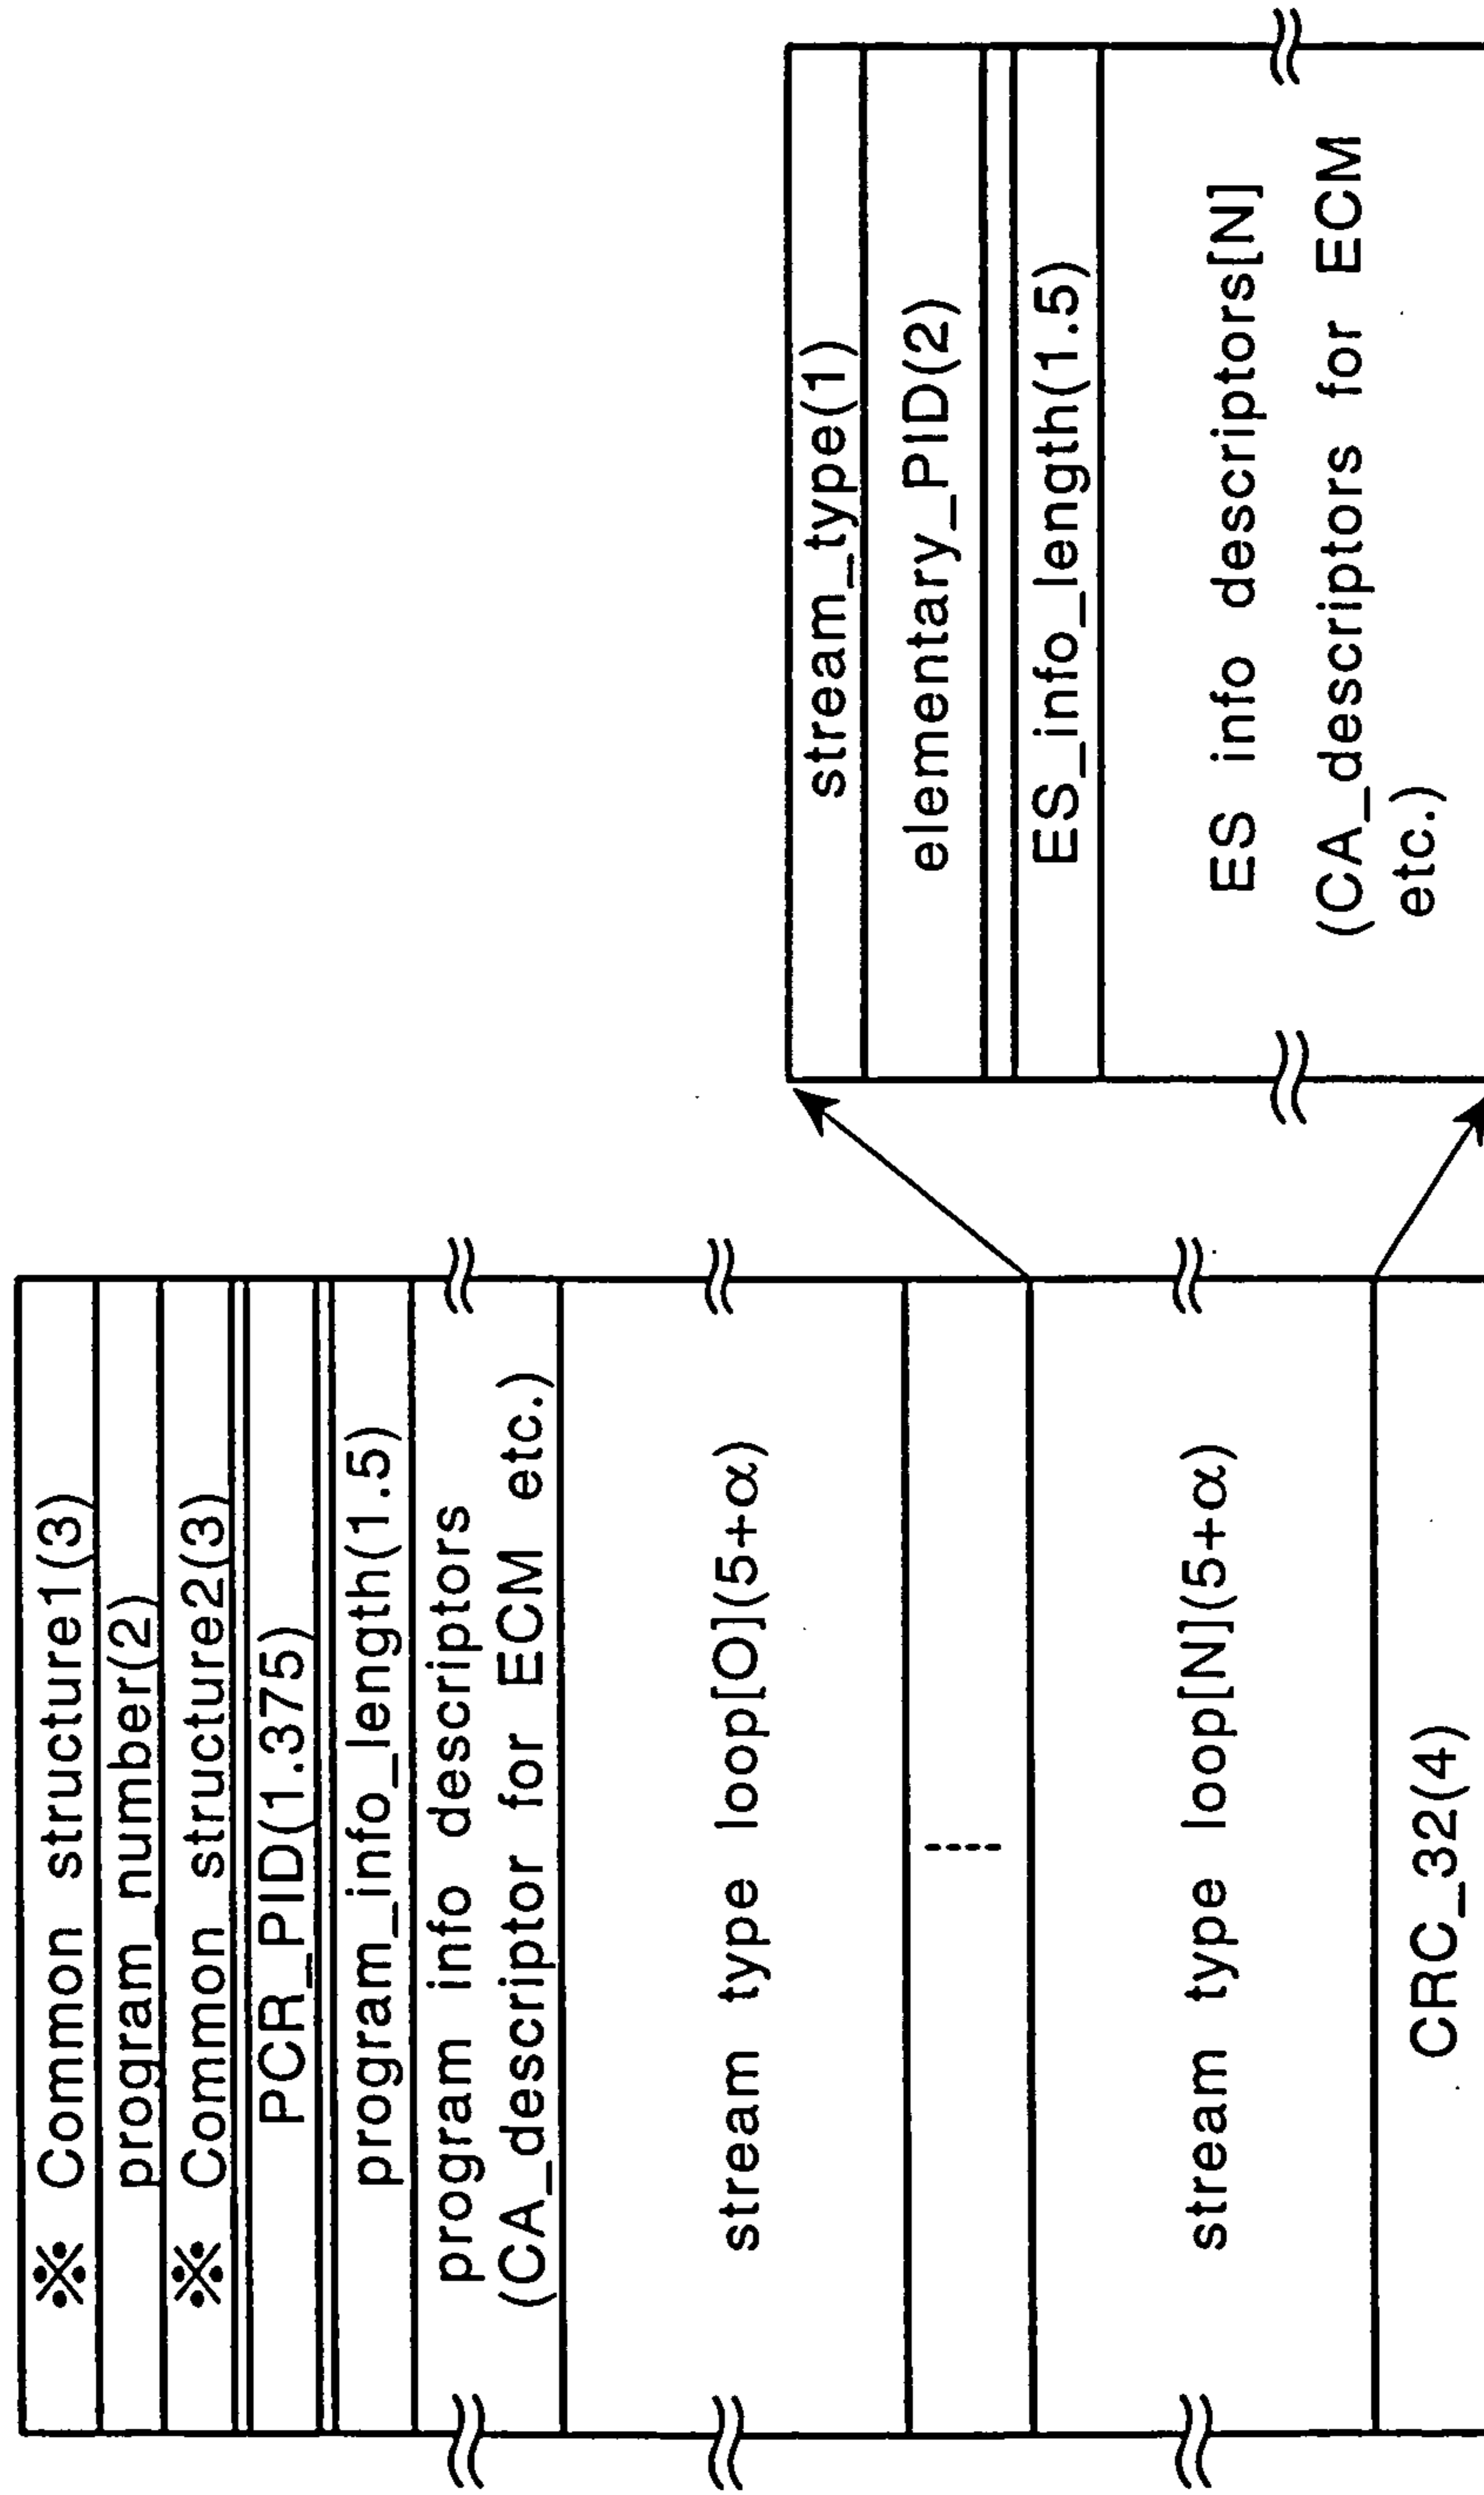 ※ Common structure1(3)
program_number(2)
※ Common structure2(3)
PCR_PID(1.375)
program_info_length(1.5)
program info descriptors
(CA_descriptor for ECM etc.)
stream type loop[O](5+α)
stream type loop[N](5+α)
CRC_32(4)
stream_type(1)
elementary_PID(2)
ES_info_length(1.5)
ES info descriptors[N]
(CA_descriptors for ECM
etc.)